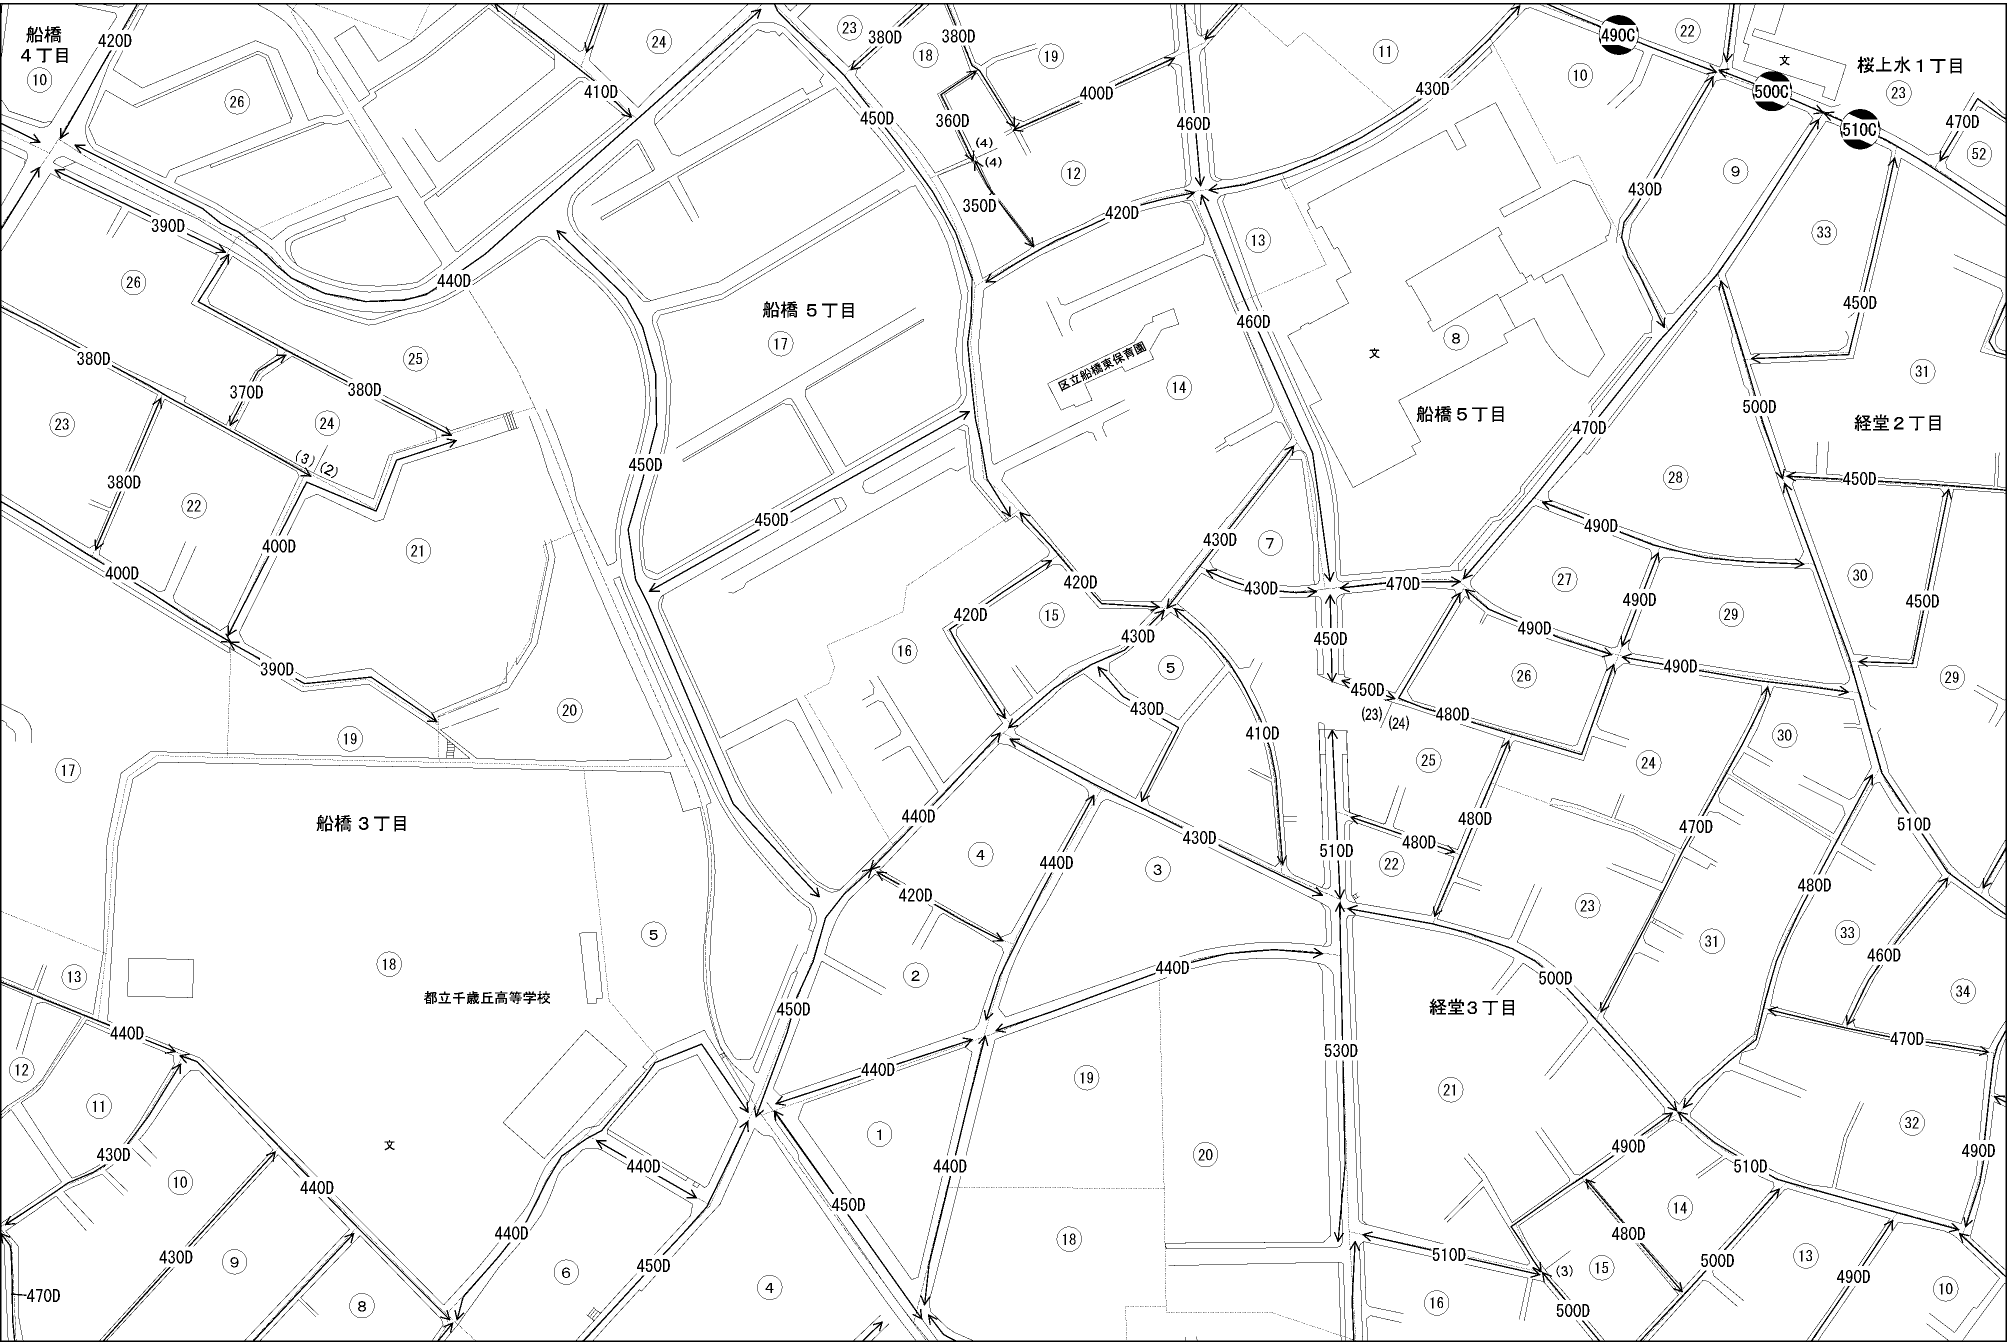 船橋
4丁目
10
420D
26
390D
26
440D
410D
24
380D
25
370D
380D
24
23
380D
22
400D
(3) (2)
400D
21
390D
20
19
17
船橋 3丁目
23
380D
18
380D
19
450D
360D
400D
(4)
(4)
12
350D
420D
460D
11
430D
13
船橋 5丁目
17
460D
区立船橋東保育園
14
文
8
船橋5丁目
450D
450D
490C
22
10
文
500C
桜上水1丁目
23
510C
470D
52
9
430D
33
450D
31
500D
経堂2丁目
470D
28
450D
490D
27
490D
29
30
450D
490D
26
490D
29
430D
7
430D
470D
420D
420D
15
430D
5
450D
450D
(23) (24)
480D
16
430D
410D
25
24
30
440D
4
430D
440D
3
510D
480D
480D
22
470D
510D
420D
23
480D
31
33
460D
34
2
440D
500D
経堂3丁目
470D
450D
530D
5
18
都立千歳丘高等学校
13
440D
12
11
文
430D
10
440D
430D
9
8
470D
440D
1
19
20
440D
450D
440D
440D
450D
6
4
18
21
490D
32
490D
510D
14
480D
500D
510D
(3)
15
500D
16
13
490D
10